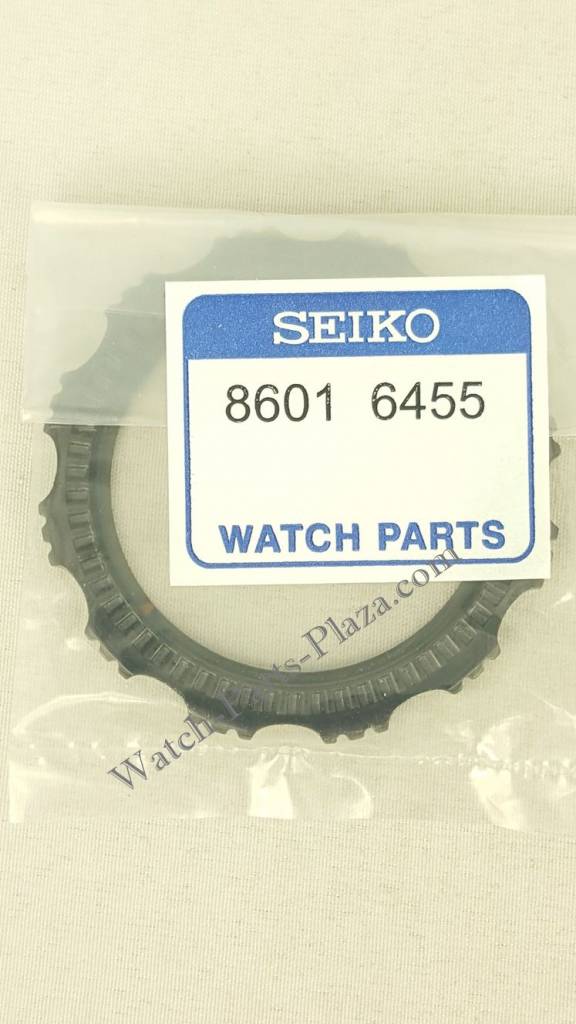 SEIKO
8601 6455
WATCH PARTS
Watch-Parts-Plaza.com